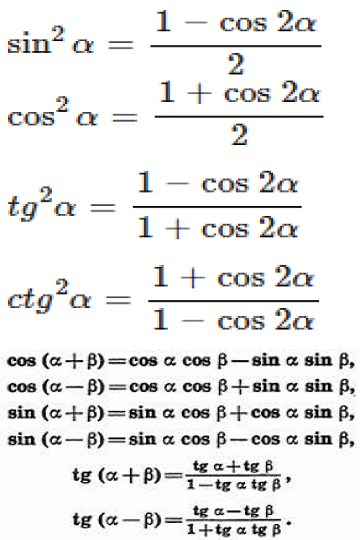 sin² α = (1 − cos 2α)/2
cos² α = (1 + cos 2α)/2
tg²α = (1 − cos 2α)/(1 + cos 2α)
ctg²α = (1 + cos 2α)/(1 − cos 2α)
cos (α+β)=cos α cos β−sin α sin β,
cos (α−β)=cos α cos β+sin α sin β,
sin (α+β)=sin α cos β+cos α sin β,
sin (α−β)=sin α cos β−cos α sin β,
tg (α+β)=(tg α+tg β)/(1−tg α tg β),
tg (α−β)=(tg α−tg β)/(1+tg α tg β).